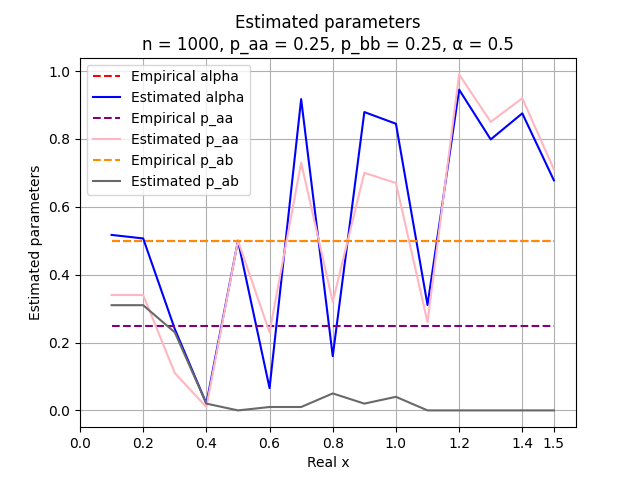 Estimated parameters
n = 1000, p_aa = 0.25, p_bb = 0.25, α = 0.5
Empirical alpha
Estimated alpha
Empirical p_aa
Estimated p_aa
Empirical p_ab
Estimated p_ab
Estimated parameters
1.0
0.8
0.6
0.4
0.2
0.0
0.0 0.2 0.4 0.6 0.8 1.0 1.2 1.4 1.5
Real x